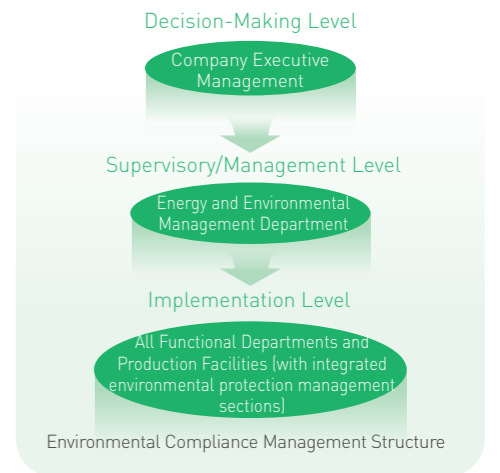 Decision-Making Level
Company Executive
Management
Supervisory/Management Level
Energy and Environmental
Management Department
Implementation Level
All Functional Departments and
Production Facilities (with integrated
environmental protection management
sections)
Environmental Compliance Management Structure